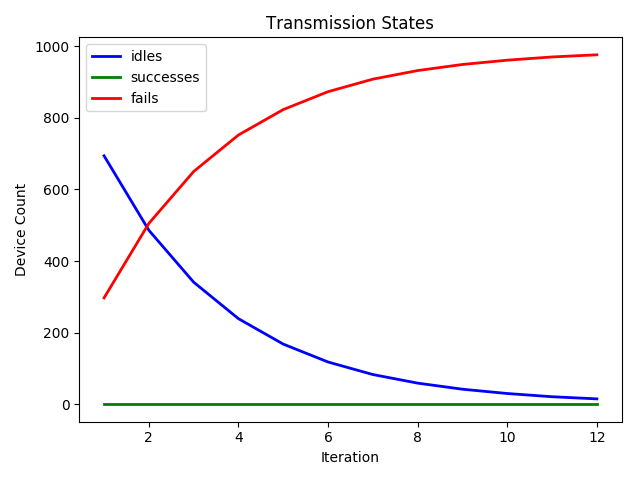 Transmission States
idles
successes
fails
Device Count
1000
800
600
400
200
0
2 4 6 8 10 12
Iteration